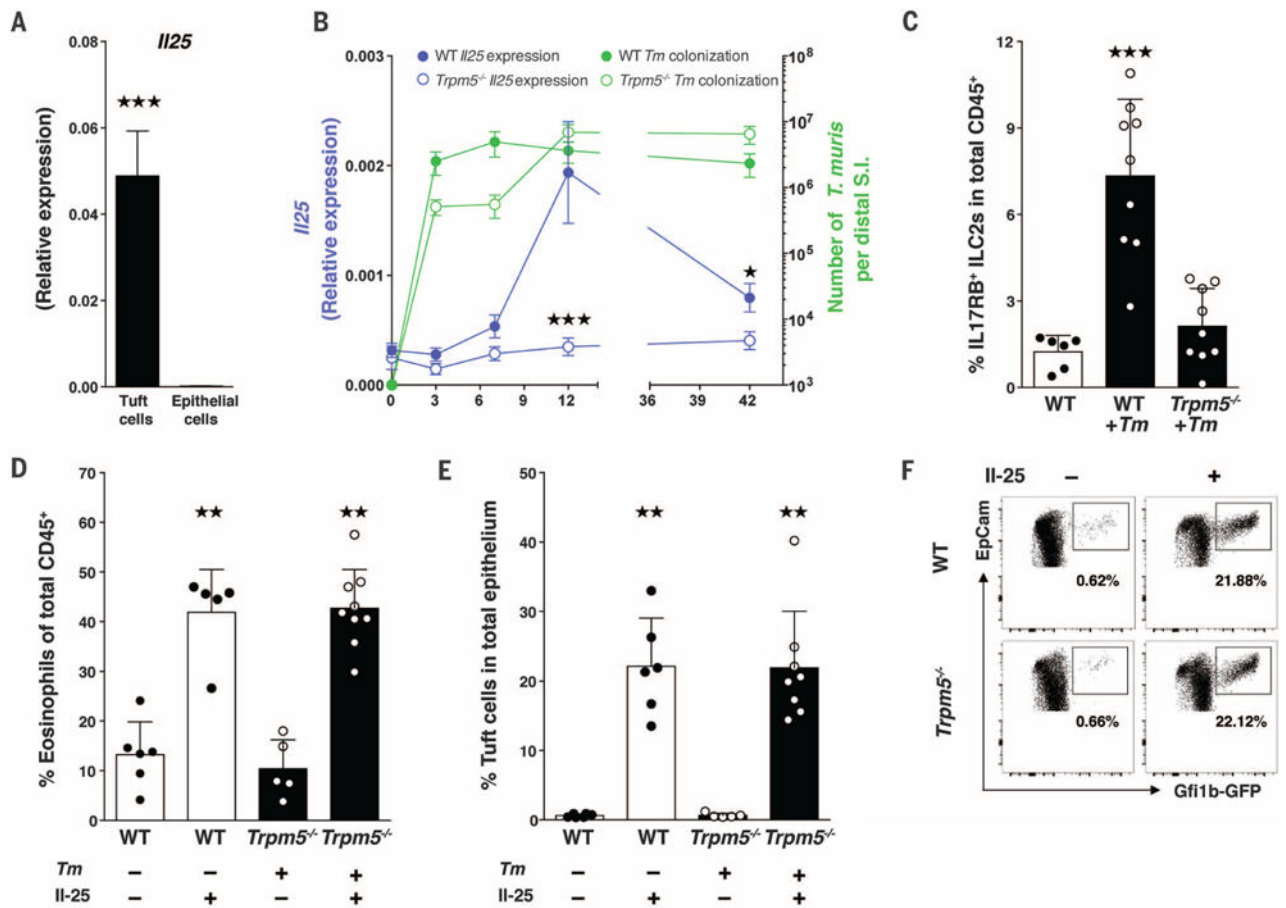 A
Il25
(Relative expression)
0.08
0.06
0.04
0.02
0.00
★★★
Tuft cells
Epithelial cells
B
WT Il25 expression
WT Tm colonization
Trpm5-/- Il25 expression
Trpm5-/- Tm colonization
Il25
(Relative expression)
0.003
0.002
0.001
0.000
10⁸
10⁷
10⁶
10⁵
10⁴
10³
Number of T. muris
per distal S.I.
★★★
★
0 3 6 9 12 36 39 42
C
% IL17RB⁺ ILC2s in total CD45⁺
12
9
6
3
0
★★★
WT
WT +Tm
Trpm5-/- +Tm
D
% Eosinophils of total CD45⁺
70
60
50
40
30
20
10
0
★★ ★★
WT WT Trpm5-/- Trpm5-/-
Tm – – + +
Il-25 – + – +
E
% Tuft cells in total epithelium
50
40
30
20
10
0
★★ ★★
WT WT Trpm5-/- Trpm5-/-
Tm – – + +
Il-25 – + – +
F
Il-25 – +
WT
EpCam
0.62% 21.88%
Trpm5-/-
0.66% 22.12%
Gfi1b-GFP